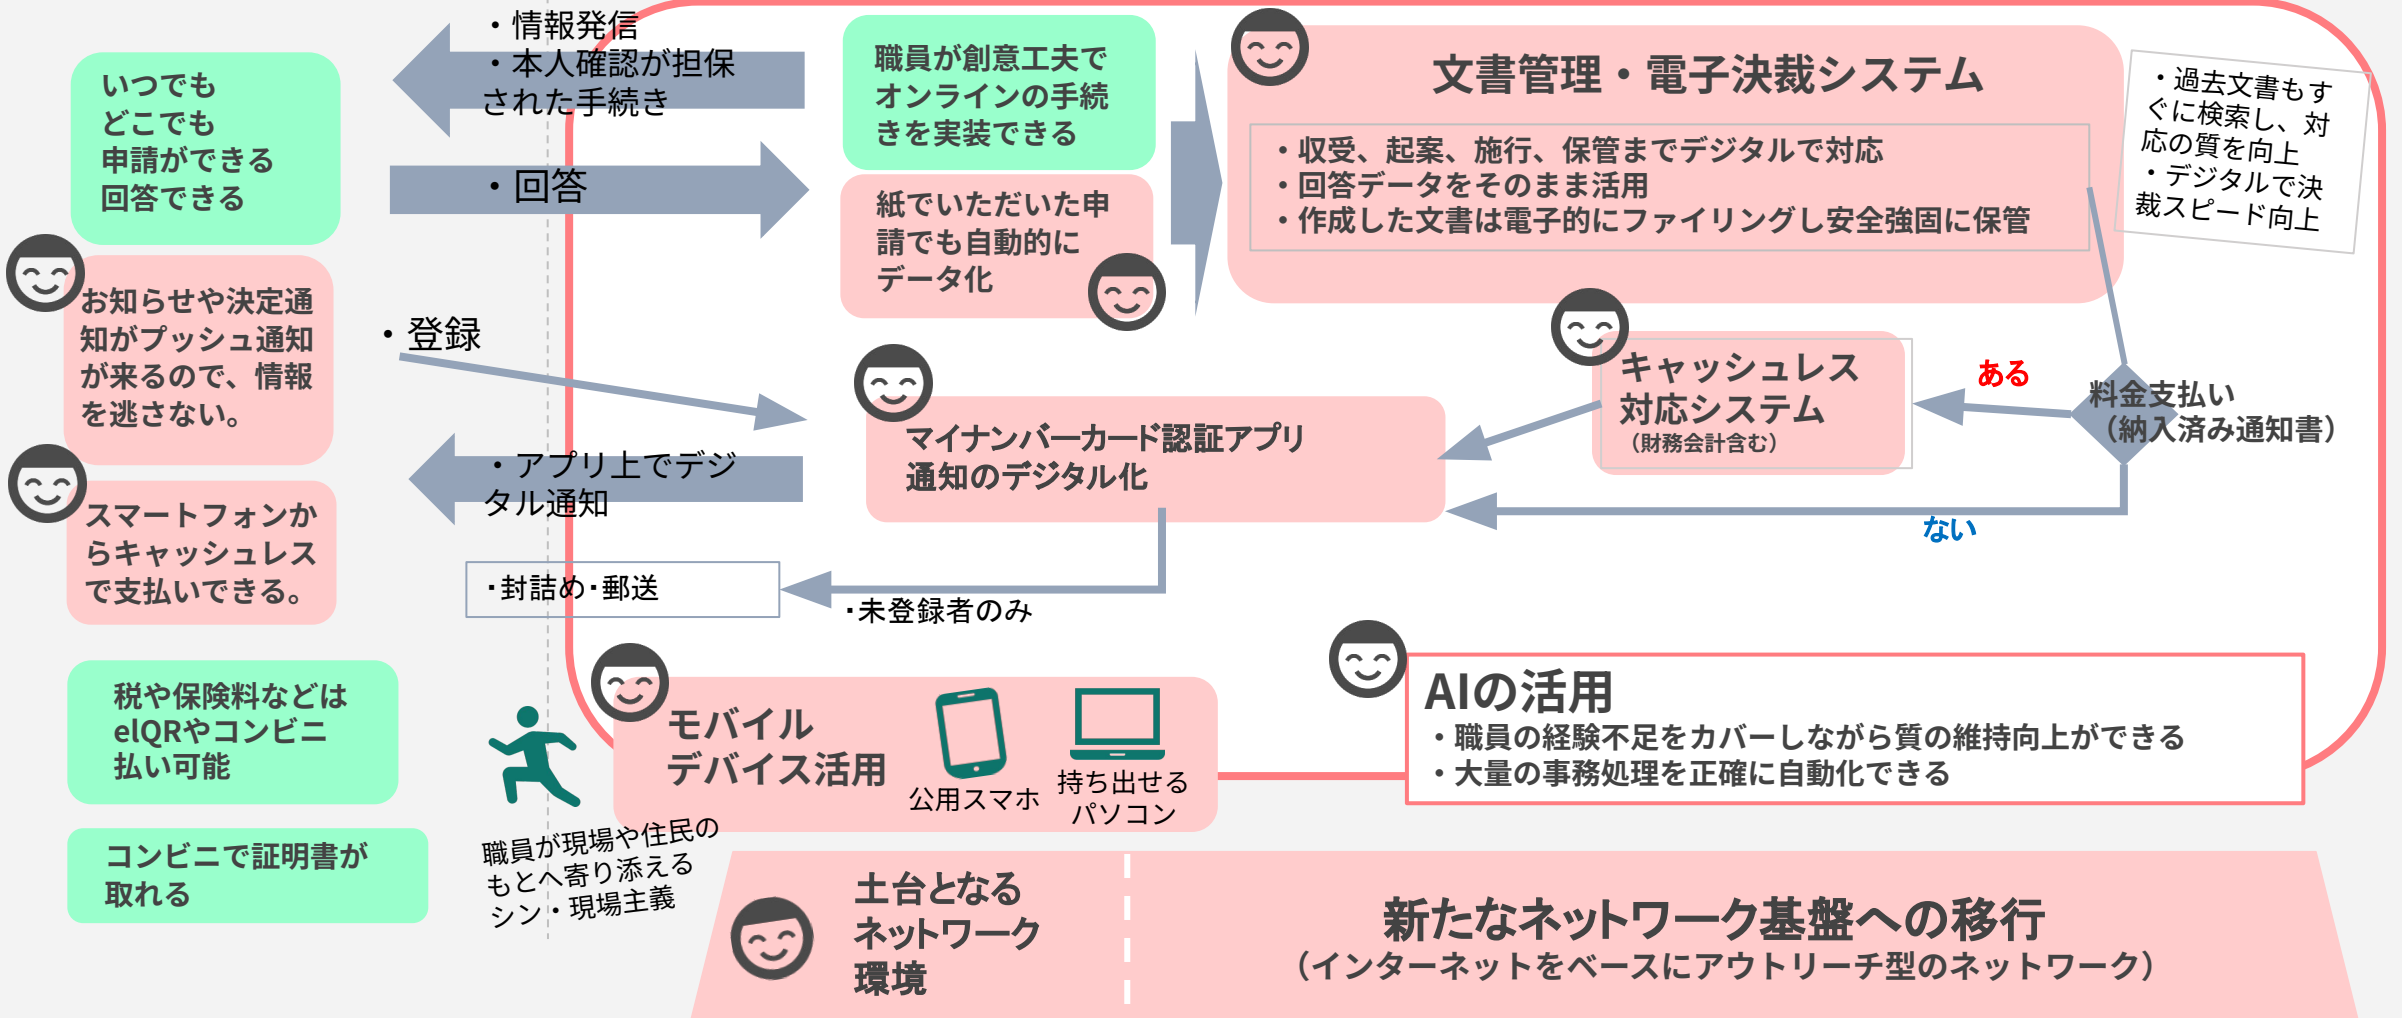 いつでも
どこでも
申請ができる
回答できる
お知らせや決定通
知がプッシュ通知
が来るので、情報
を逃さない。
スマートフォンか
らキャッシュレス
で支払いできる。
税や保険料などは
elQRやコンビニ
払い可能
コンビニで証明書が
取れる
・情報発信
・本人確認が担保
された手続き
・回答
・登録
・アプリ上でデジ
タル通知
・封詰め・郵送
・未登録者のみ
職員が創意工夫で
オンラインの手続
きを実装できる
紙でいただいた申
請でも自動的に
データ化
文書管理・電子決裁システム
・収受、起案、施行、保管までデジタルで対応
・回答データをそのまま活用
・作成した文書は電子的にファイリングし安全強固に保管
・過去文書もす
ぐに検索し、対
応の質を向上
・デジタルで決
裁スピード向上
キャッシュレス
対応システム
（財務会計含む）
ある
料金支払い
（納入済み通知書）
ない
マイナンバーカード認証アプリ
通知のデジタル化
モバイル
デバイス活用
公用スマホ
持ち出せる
パソコン
職員が現場や住民の
もとへ寄り添える
シン・現場主義
AIの活用
・職員の経験不足をカバーしながら質の維持向上ができる
・大量の事務処理を正確に自動化できる
土台となる
ネットワーク
環境
新たなネットワーク基盤への移行
（インターネットをベースにアウトリーチ型のネットワーク）